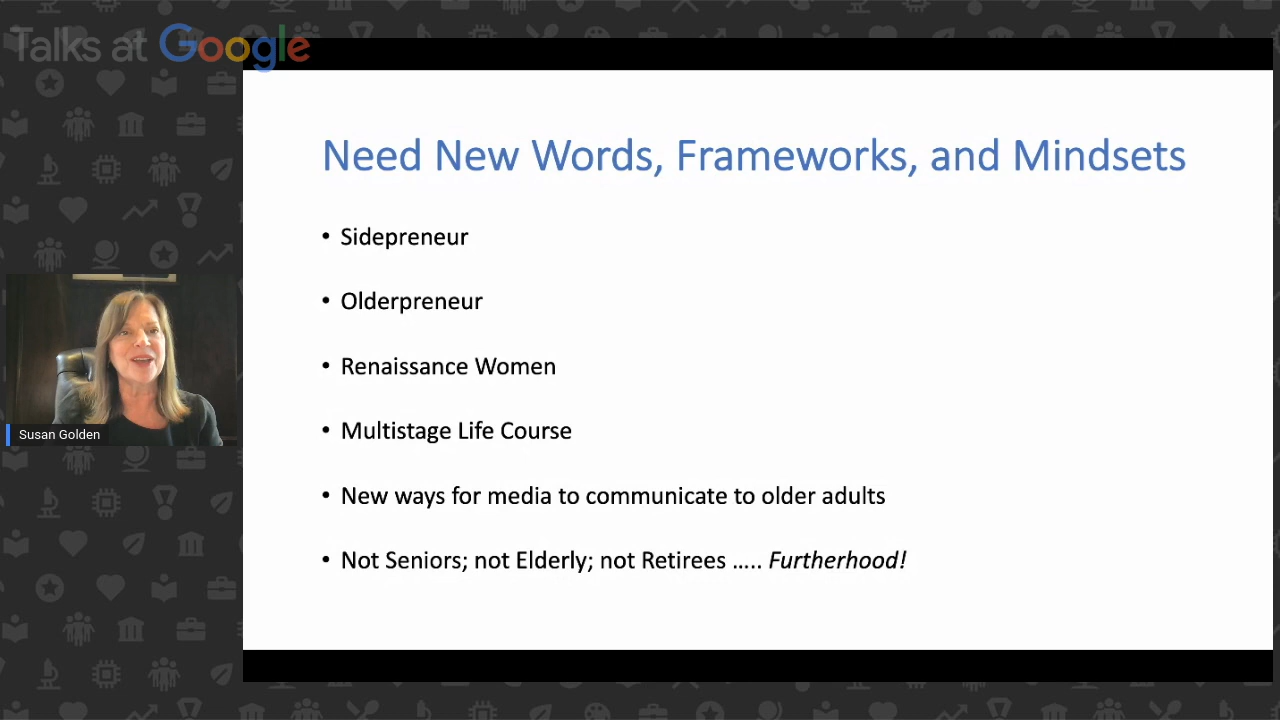 Talks at Google
Need New Words, Frameworks, and Mindsets
• Sidepreneur
• Olderpreneur
• Renaissance Women
• Multistage Life Course
• New ways for media to communicate to older adults
• Not Seniors; not Elderly; not Retirees ..... Furtherhood!
Susan Golden